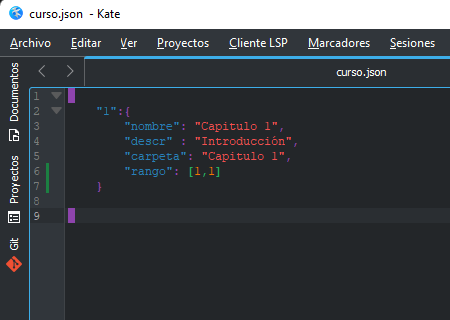 curso.json - Kate
Archivo Editar Ver Proyectos Cliente LSP Marcadores Sesiones
curso.json
Documentos
Proyectos
Git
1
2 "1":{
3 "nombre": "Capitulo 1",
4 "descr" : "Introducción",
5 "carpeta": "Capitulo 1",
6 "rango": [1,1]
7 }
8
9